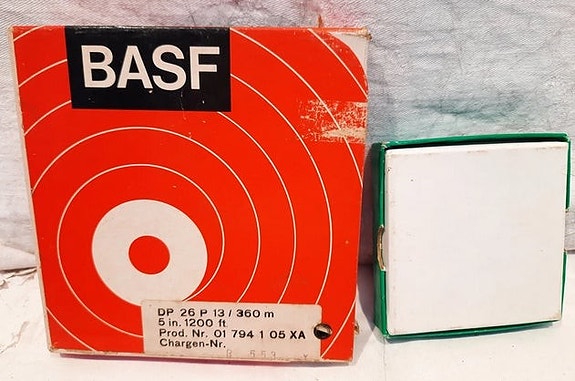 BASF
DP 26 P 13 / 360 m
5 in. 1200 ft
Prod. Nr. 01 794 1 05 XA
Chargen-Nr.